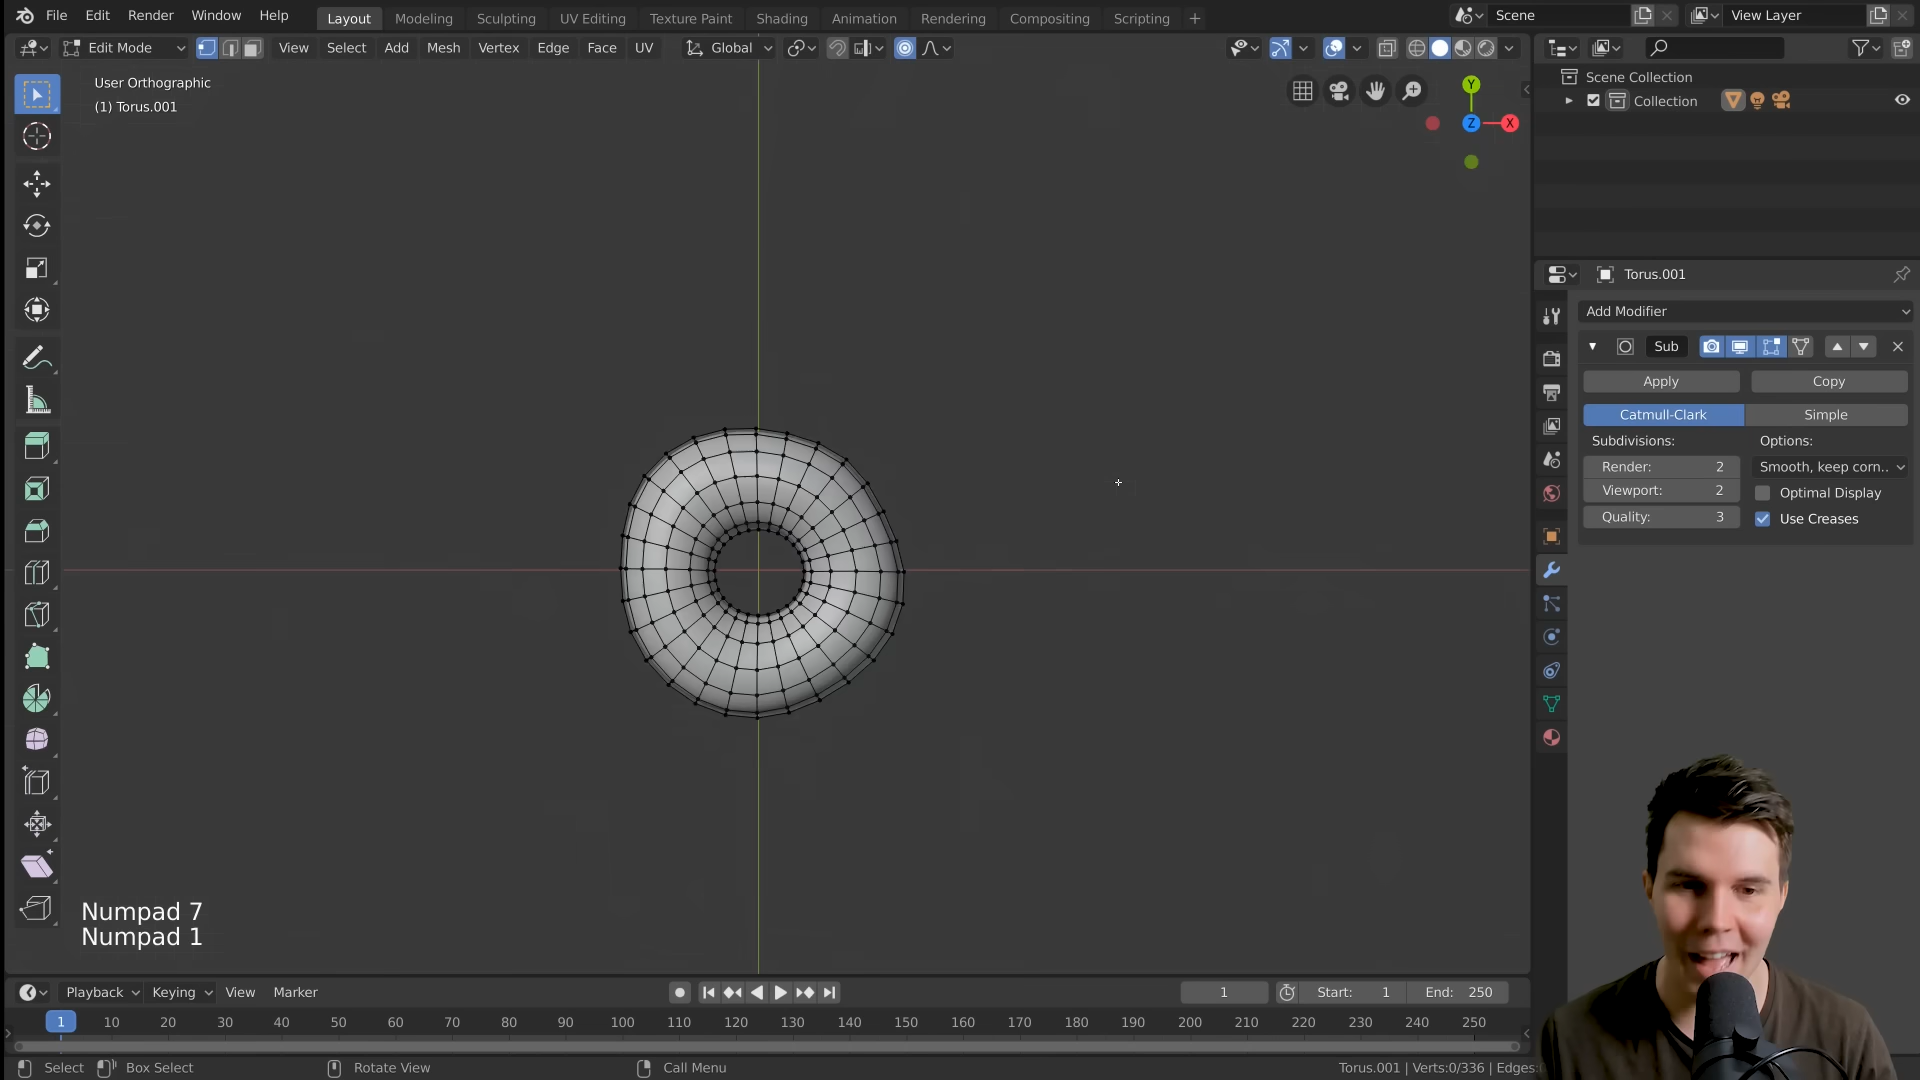 File Edit Render Window Help Layout Modeling Sculpting UV Editing Texture Paint Shading Animation Rendering Compositing Scripting + Scene View Layer
Edit Mode View Select Add Mesh Vertex Edge Face UV Global
User Orthographic
(1) Torus.001
Y
Z
X
Scene Collection
Collection
Torus.001
Add Modifier
Sub
Apply Copy
Catmull-Clark Simple
Subdivisions: Options:
Render: 2 Smooth, keep corn..
Viewport: 2 Optimal Display
Quality: 3 Use Creases
Numpad 7
Numpad 1
Playback Keying View Marker 1 Start: 1 End: 250
1 10 20 30 40 50 60 70 80 90 100 110 120 130 140 150 160 170 180 190 200 210 220 230 240 250
Select Box Select Rotate View Call Menu Torus.001 | Verts:0/336 | Edges: